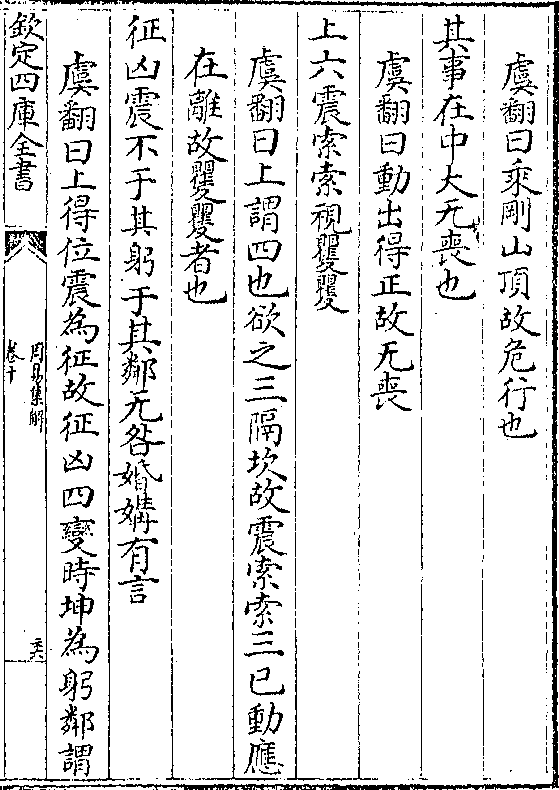 虞翻曰乘剛山頂故危行也
其事在中大无喪也
虞翻曰動出得正故无喪
上六震索索視矍矍
虞翻曰上謂四也欲之三隔坎故震索索三已動應
在離故矍矍者也
征凶震不于其躬于其鄰无咎婚媾有言
虞翻曰上得位震為征故征凶四變時坤為躬鄰謂
欽定四庫全書
周易集解
卷十